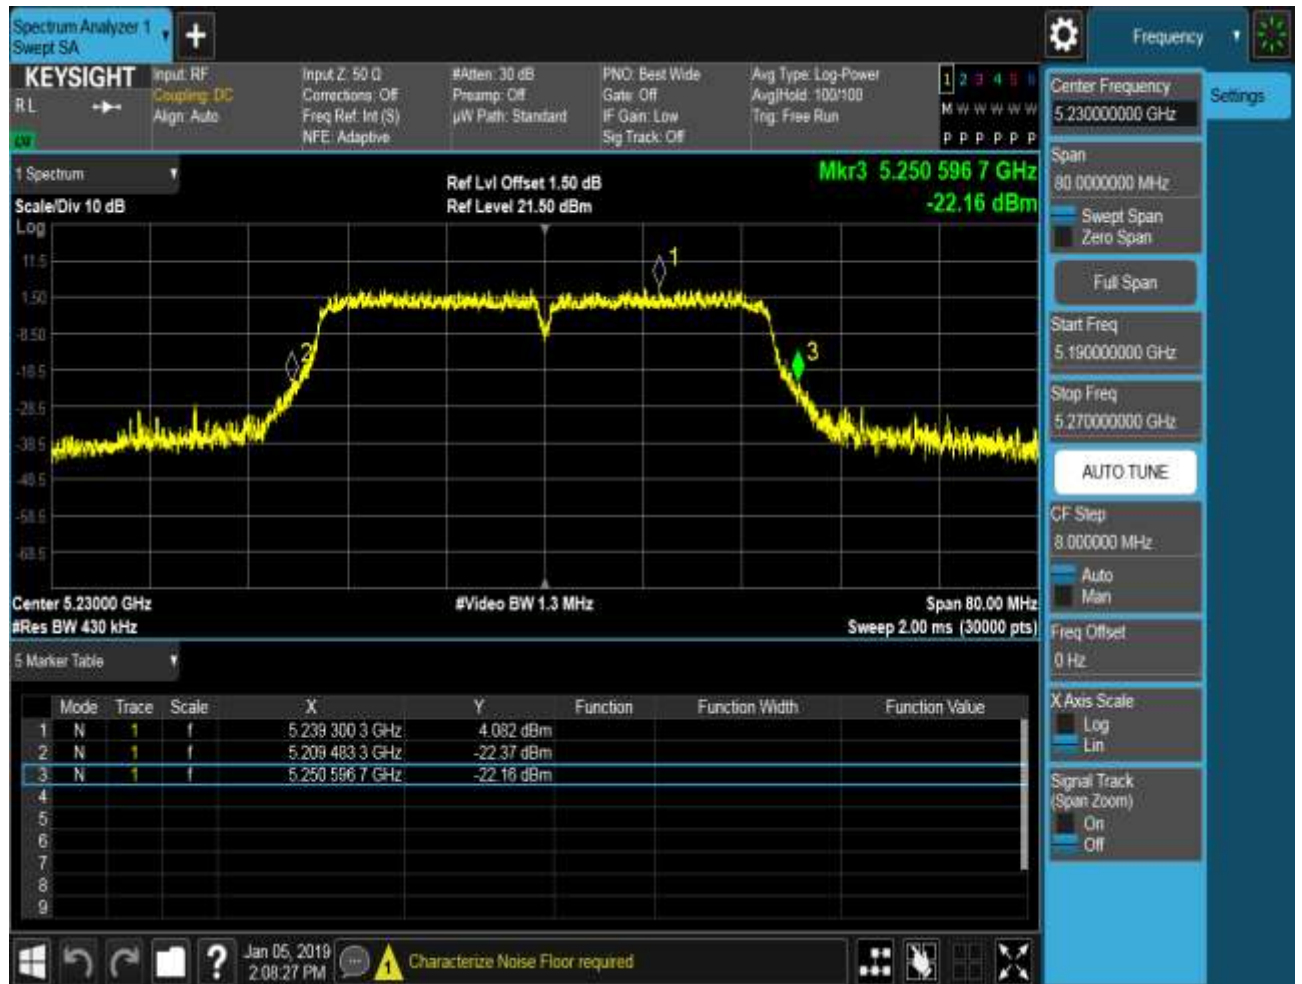 Spectrum Analyzer 1
Swept SA
+
Frequency
KEYSIGHT
R L
Input: RF
Coupling: DC
Align: Auto
Input Z: 50 Ω
Corrections: Off
Freq Ref: Int (S)
NFE: Adaptive
#Atten: 30 dB
Preamp: Off
µW Path: Standard
PNO: Best Wide
Gate: Off
IF Gain: Low
Sig Track: Off
Avg Type: Log-Power
Avg|Hold: 100/100
Trig: Free Run
1 2 3 4 5 6
M W W W W W
P P P P P P
1 Spectrum
Scale/Div 10 dB
Log
Ref Lvl Offset 1.50 dB
Ref Level 21.50 dBm
Mkr3 5.250 596 7 GHz
-22.16 dBm
11.5
1.50
-8.50
-18.5
-28.5
-38.5
-48.5
-58.5
-68.5
1
2
3
Center 5.23000 GHz
#Res BW 430 kHz
#Video BW 1.3 MHz
Span 80.00 MHz
Sweep 2.00 ms (30000 pts)
5 Marker Table
Mode Trace Scale X Y Function Function Width Function Value
1 N 1 f 5.239 300 3 GHz 4.082 dBm
2 N 1 f 5.209 483 3 GHz -22.37 dBm
3 N 1 f 5.250 596 7 GHz -22.16 dBm
4
5
6
7
8
9
Center Frequency
5.230000000 GHz
Settings
Span
80.0000000 MHz
Swept Span
Zero Span
Full Span
Start Freq
5.190000000 GHz
Stop Freq
5.270000000 GHz
AUTO TUNE
CF Step
8.000000 MHz
Auto
Man
Freq Offset
0 Hz
X Axis Scale
Log
Lin
Signal Track
(Span Zoom)
On
Off
?
Jan 05, 2019
2:08:27 PM
1
Characterize Noise Floor required